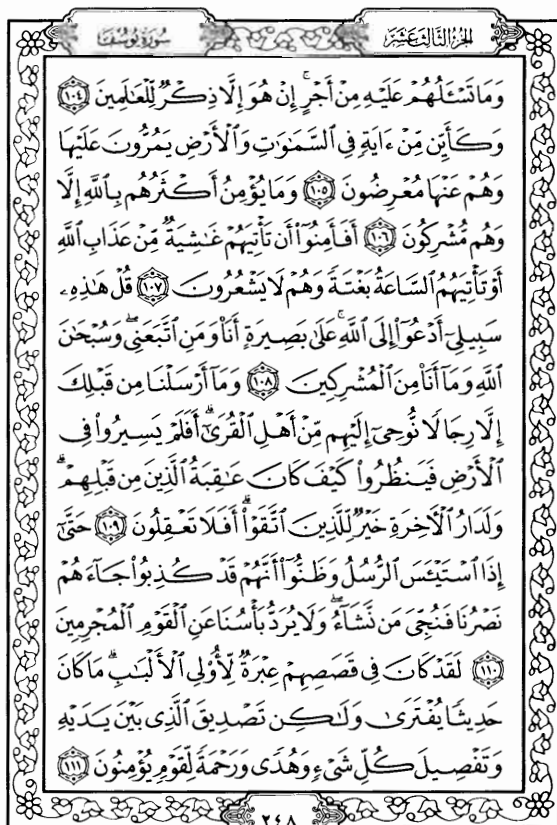 الجزء الثالث عشر
سورة يوسف
وَمَا تَسْـَٔلُهُمْ عَلَيْهِ مِنْ أَجْرٍ ۚ إِنْ هُوَ إِلَّا ذِكْرٌ لِّلْعَٰلَمِينَ ١٠٤
وَكَأَيِّن مِّنْ ءَايَةٍ فِى ٱلسَّمَٰوَٰتِ وَٱلْأَرْضِ يَمُرُّونَ عَلَيْهَا
وَهُمْ عَنْهَا مُعْرِضُونَ ١٠٥ وَمَا يُؤْمِنُ أَكْثَرُهُم بِٱللَّهِ إِلَّا
وَهُم مُّشْرِكُونَ ١٠٦ أَفَأَمِنُوٓا۟ أَن تَأْتِيَهُمْ غَٰشِيَةٌ مِّنْ عَذَابِ ٱللَّهِ
أَوْ تَأْتِيَهُمُ ٱلسَّاعَةُ بَغْتَةً وَهُمْ لَا يَشْعُرُونَ ١٠٧ قُلْ هَٰذِهِۦ
سَبِيلِىٓ أَدْعُوٓا۟ إِلَى ٱللَّهِ ۚ عَلَىٰ بَصِيرَةٍ أَنَا۠ وَمَنِ ٱتَّبَعَنِى ۖ وَسُبْحَٰنَ
ٱللَّهِ وَمَآ أَنَا۠ مِنَ ٱلْمُشْرِكِينَ ١٠٨ وَمَآ أَرْسَلْنَا مِن قَبْلِكَ
إِلَّا رِجَالًا نُّوحِىٓ إِلَيْهِم مِّنْ أَهْلِ ٱلْقُرَىٰٓ ۗ أَفَلَمْ يَسِيرُوا۟ فِى
ٱلْأَرْضِ فَيَنظُرُوا۟ كَيْفَ كَانَ عَٰقِبَةُ ٱلَّذِينَ مِن قَبْلِهِمْ ۗ
وَلَدَارُ ٱلْـَٔاخِرَةِ خَيْرٌ لِّلَّذِينَ ٱتَّقَوْا۟ ۗ أَفَلَا تَعْقِلُونَ ١٠٩ حَتَّىٰٓ
إِذَا ٱسْتَيْـَٔسَ ٱلرُّسُلُ وَظَنُّوٓا۟ أَنَّهُمْ قَدْ كُذِبُوا۟ جَآءَهُمْ
نَصْرُنَا فَنُجِّىَ مَن نَّشَآءُ ۖ وَلَا يُرَدُّ بَأْسُنَا عَنِ ٱلْقَوْمِ ٱلْمُجْرِمِينَ
١١٠ لَقَدْ كَانَ فِى قَصَصِهِمْ عِبْرَةٌ لِّأُو۟لِى ٱلْأَلْبَٰبِ ۗ مَا كَانَ
حَدِيثًا يُفْتَرَىٰ وَلَٰكِن تَصْدِيقَ ٱلَّذِى بَيْنَ يَدَيْهِ
وَتَفْصِيلَ كُلِّ شَىْءٍ وَهُدًى وَرَحْمَةً لِّقَوْمٍ يُؤْمِنُونَ ١١١
٢٤٨